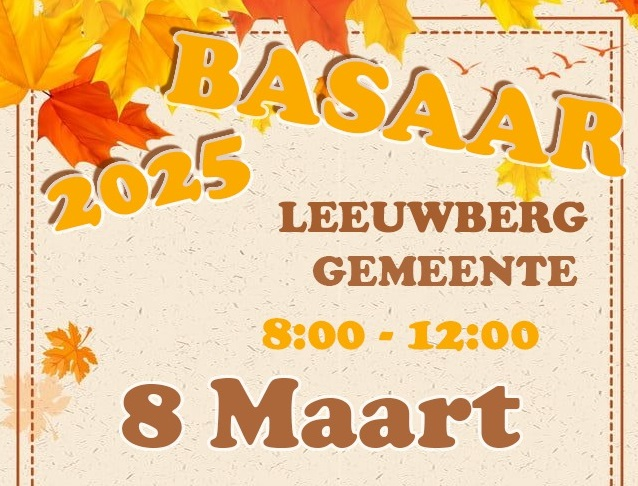 BASAAR
2025
LEEUWBERG
GEMEENTE
8:00 - 12:00
8 Maart